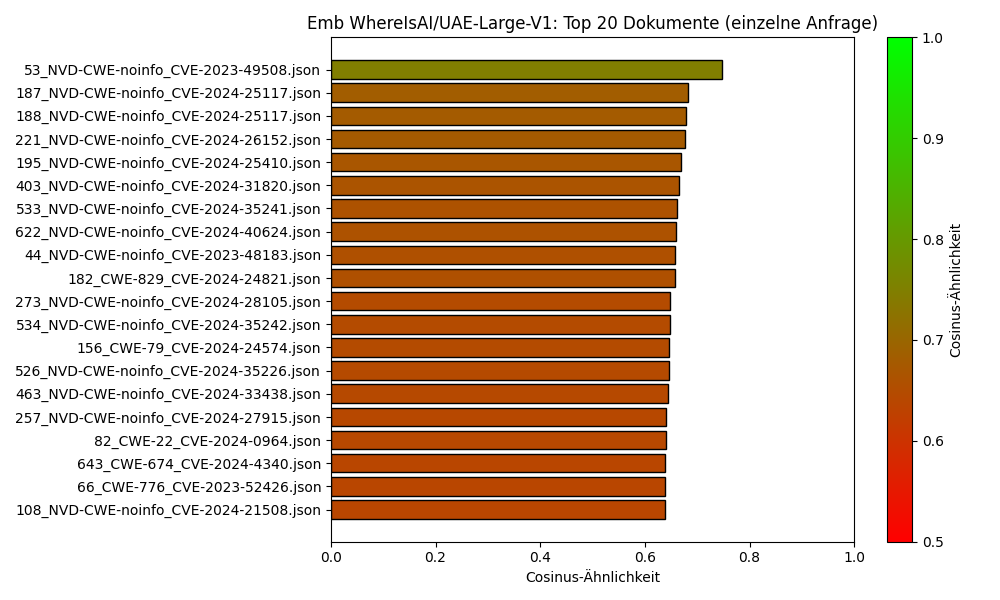 Emb WhereIsAI/UAE-Large-V1: Top 20 Dokumente (einzelne Anfrage)
53_NVD-CWE-noinfo_CVE-2023-49508.json
187_NVD-CWE-noinfo_CVE-2024-25117.json
188_NVD-CWE-noinfo_CVE-2024-25117.json
221_NVD-CWE-noinfo_CVE-2024-26152.json
195_NVD-CWE-noinfo_CVE-2024-25410.json
403_NVD-CWE-noinfo_CVE-2024-31820.json
533_NVD-CWE-noinfo_CVE-2024-35241.json
622_NVD-CWE-noinfo_CVE-2024-40624.json
44_NVD-CWE-noinfo_CVE-2023-48183.json
182_CWE-829_CVE-2024-24821.json
273_NVD-CWE-noinfo_CVE-2024-28105.json
534_NVD-CWE-noinfo_CVE-2024-35242.json
156_CWE-79_CVE-2024-24574.json
526_NVD-CWE-noinfo_CVE-2024-35226.json
463_NVD-CWE-noinfo_CVE-2024-33438.json
257_NVD-CWE-noinfo_CVE-2024-27915.json
82_CWE-22_CVE-2024-0964.json
643_CWE-674_CVE-2024-4340.json
66_CWE-776_CVE-2023-52426.json
108_NVD-CWE-noinfo_CVE-2024-21508.json
0.0 0.2 0.4 0.6 0.8 1.0
Cosinus-Ähnlichkeit
1.0
0.9
0.8
0.7
0.6
0.5
Cosinus-Ähnlichkeit